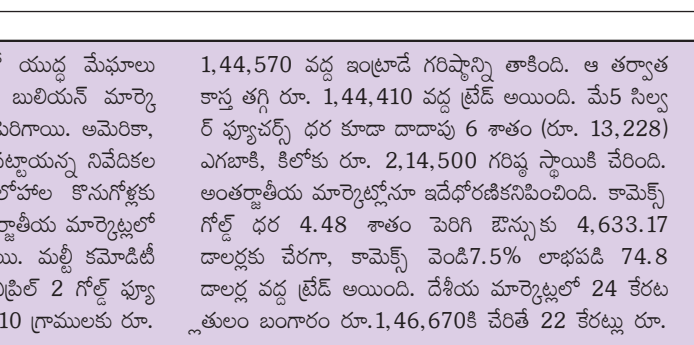 యుద్ధ మేఘాలు
బులియన్ మార్కె
పెరిగాయి. అమెరికా,
పట్టాయన్న నివేదికల
లోహాల కొనుగోళ్లకు
ర్జాతీయ మార్కెట్లలో
యి. మల్టీ కమోడిటీ
ఏప్రిల్ 2 గోల్డ్ ఫ్యూ
10 గ్రాములకు రూ.
1,44,570 వద్ద ఇంట్రాడే గరిష్ఠాన్ని తాకింది. ఆ తర్వాత
కాస్త తగ్గి రూ. 1,44,410 వద్ద ట్రేడ్ అయింది. మే5 సిల్వ
ర్ ఫ్యూచర్స్ ధర కూడా దాదాపు 6 శాతం (రూ. 13,228)
ఎగబాకి, కిలోకు రూ. 2,14,500 గరిష్ఠ స్థాయికి చేరింది.
అంతర్జాతీయ మార్కెట్లోనూ ఇదేధోరణికనిపించింది. కామెక్స్
గోల్డ్ ధర 4.48 శాతం పెరిగి ఔన్సుకు 4,633.17
డాలర్లకు చేరగా, కామెక్స్ వెండి7.5% లాభపడి 74.8
డాలర్ల వద్ద ట్రేడ్ అయింది. దేశీయ మార్కెట్లలో 24 కేరట
్లతులం బంగారం రూ.1,46,670కి చేరితే 22 కేరట్లు రూ.